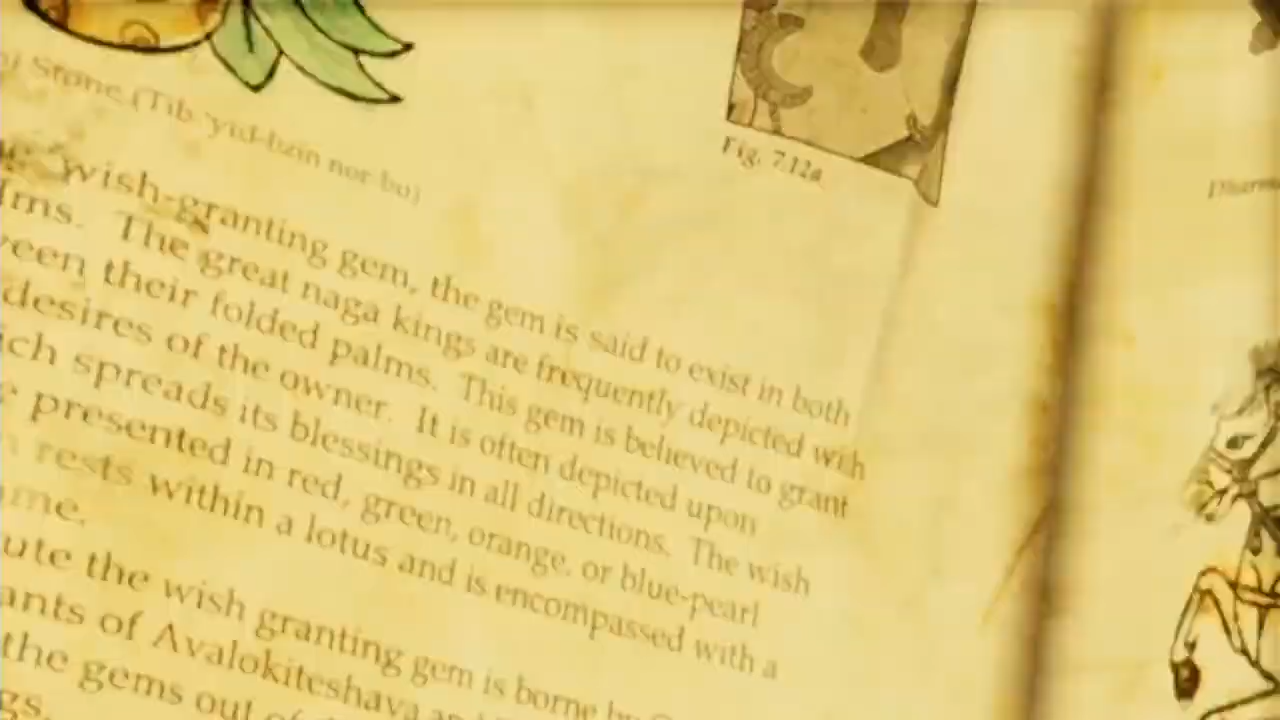 Stone (Tib. 'yid-bzin nor-bu)
Fig. 7.12a
wish-granting gem, the gem is said to exist in both
lms. The great naga kings are frequently depicted with
veen their folded palms. This gem is believed to grant
desires of the owner. It is often depicted upon
ich spreads its blessings in all directions. The wish
presented in red, green, orange, or blue-pearl
rests within a lotus and is encompassed with a
me.
ute the wish granting gem is borne by
ants of Avalokiteshava
the gems out of
gs.